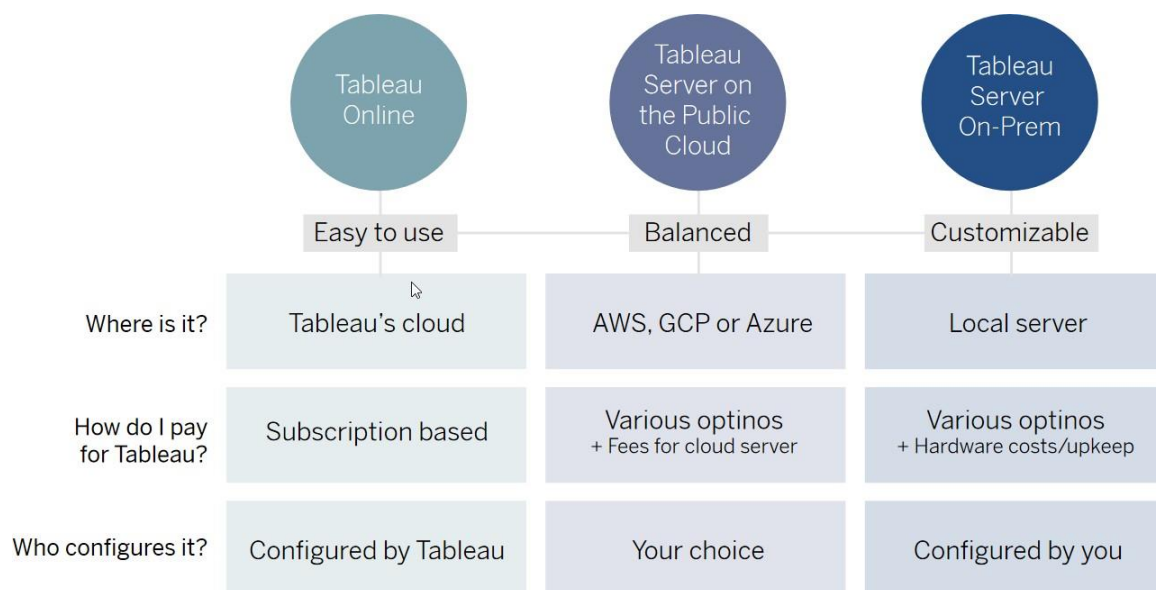 Tableau
Online
Tableau
Server on
the Public
Cloud
Tableau
Server
On-Prem
Easy to use
Balanced
Customizable
Where is it?
Tableau’s cloud
AWS, GCP or Azure
Local server
How do I pay
for Tableau?
Subscription based
Various optinos
+ Fees for cloud server
Various optinos
+ Hardware costs/upkeep
Who configures it?
Configured by Tableau
Your choice
Configured by you